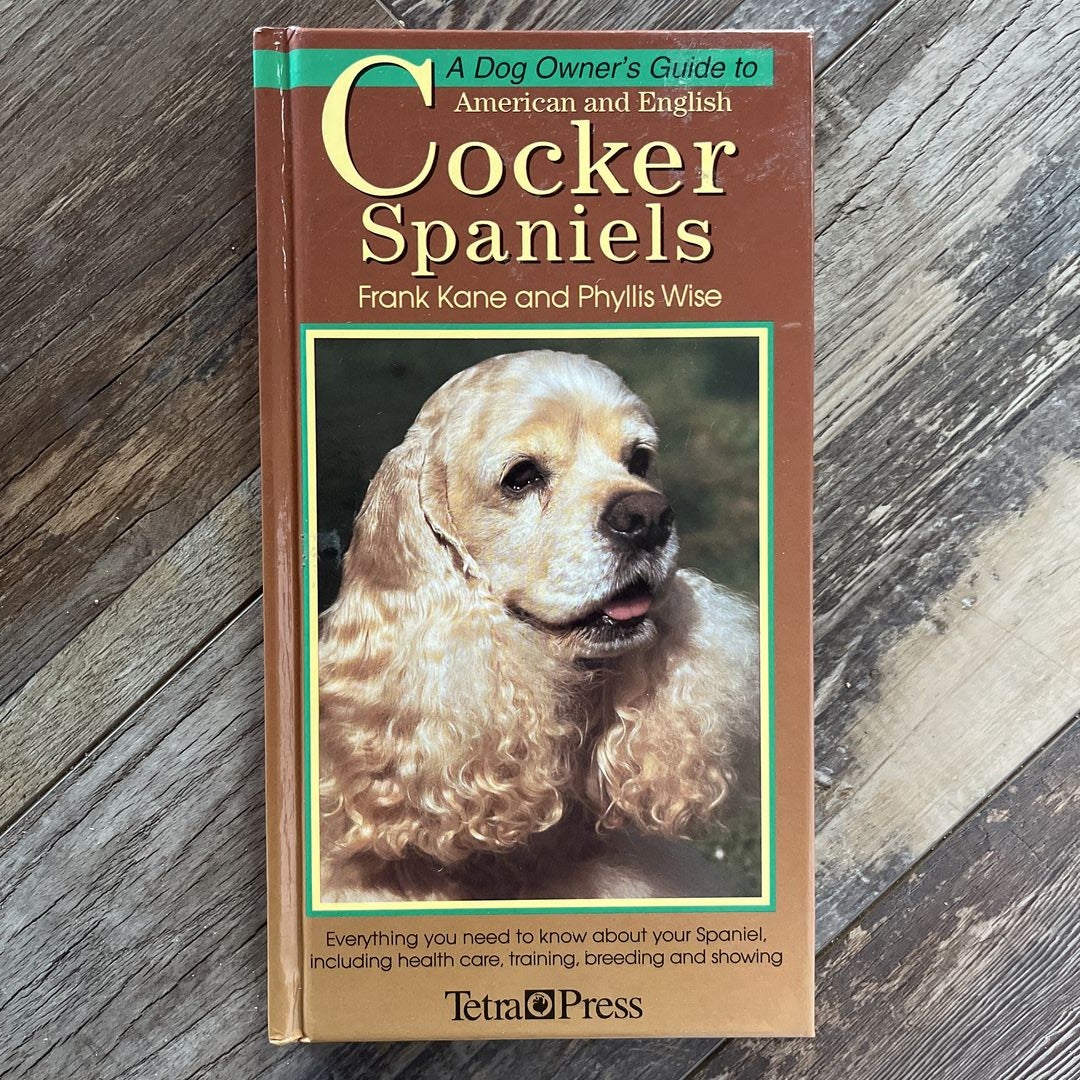 A Dog Owner's Guide to
American and English
Cocker
Spaniels
Frank Kane and Phyllis Wise
Everything you need to know about your Spaniel,
including health care, training, breeding and showing
Tetra Press